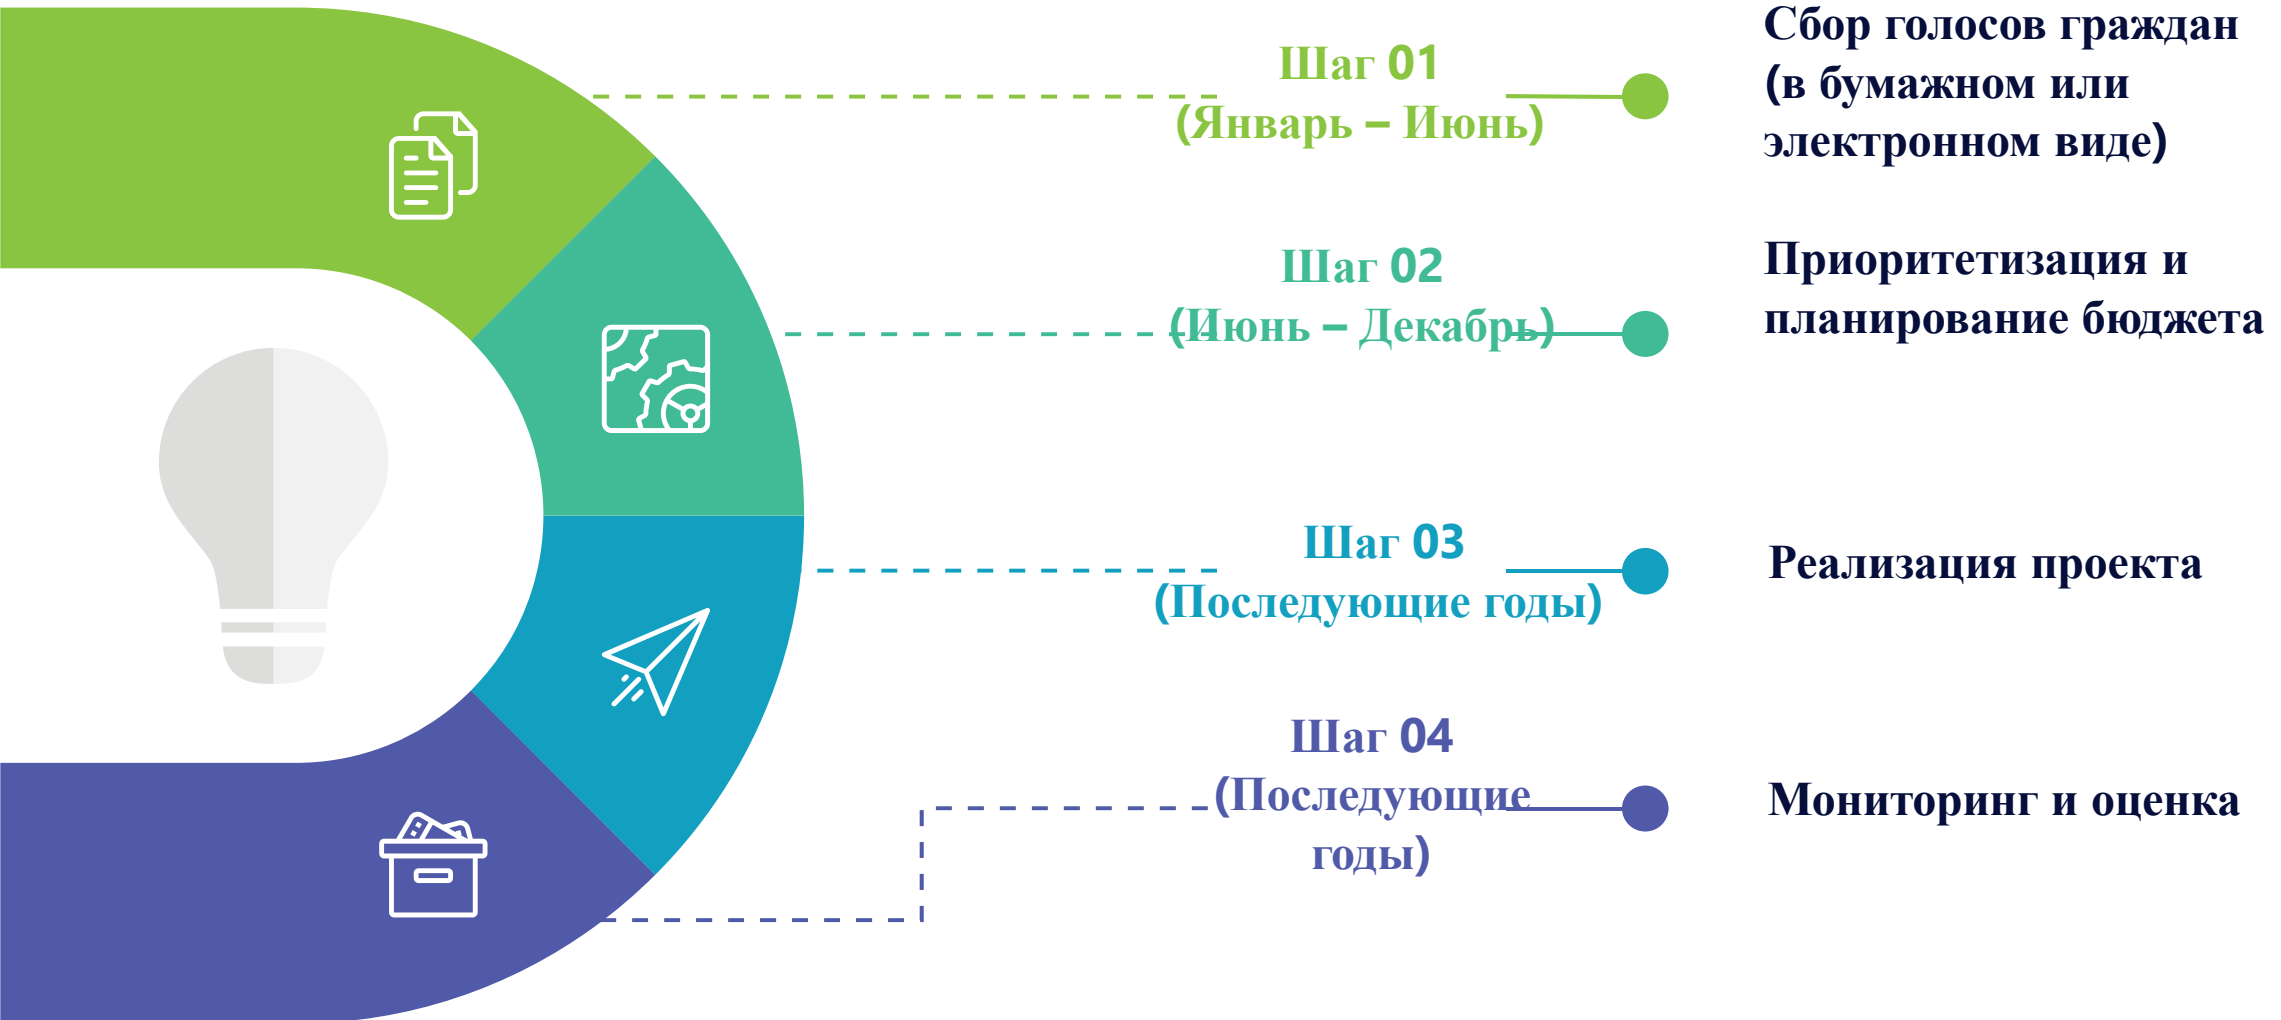 Шаг 01
(Январь – Июнь)
Сбор голосов граждан
(в бумажном или
электронном виде)
Шаг 02
(Июнь – Декабрь)
Приоритетизация и
планирование бюджета
Шаг 03
(Последующие годы)
Реализация проекта
Шаг 04
(Последующие
годы)
Мониторинг и оценка